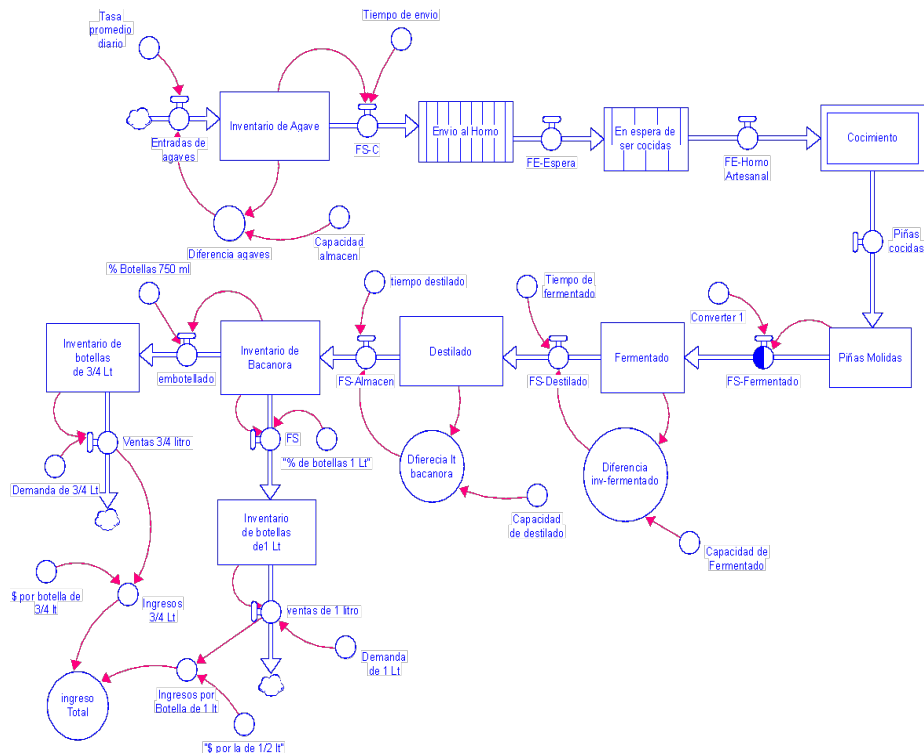 Tasa
promedio
diario
Tiempo de envio
Inventario de Agave
Envio al Horno
En espera de
ser cocidas
Cocimiento
Entradas de
agaves
FS-C
FE-Espera
FE-Horno
Artesanal
Piñas
cocidas
Diferencia agaves
Capacidad
almacen
% Botellas 750 ml
tiempo destilado
Tiempo de
fermentado
Converter 1
Inventario de
botellas
de 3/4 Lt
embotellado
Inventario de
Bacanora
FS-Almacen
Destilado
FS-Destilado
Fermentado
FS-Fermentado
Piñas Molidas
Ventas 3/4 litro
FS
"% de botellas 1 Lt"
Demanda de 3/4 Lt
Dfierecia lt
bacanora
Diferencia
inv-fermentado
Inventario
de botellas
de1 Lt
Capacidad
de destilado
Capacidad de
Fermentado
$ por botella de
3/4 lt
Ingresos
3/4 Lt
ventas de 1 litro
Demanda
de 1 Lt
ingreso
Total
Ingresos por
Botella de 1 lt
"$ por la de 1/2 lt"